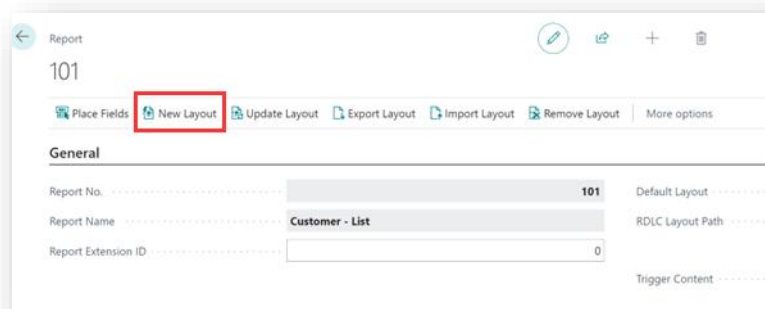 Report
101
Place Fields New Layout Update Layout Export Layout Import Layout Remove Layout More options
General
Report No. 101 Default Layout
Report Name Customer - List RDLC Layout Path
Report Extension ID 0
Trigger Content